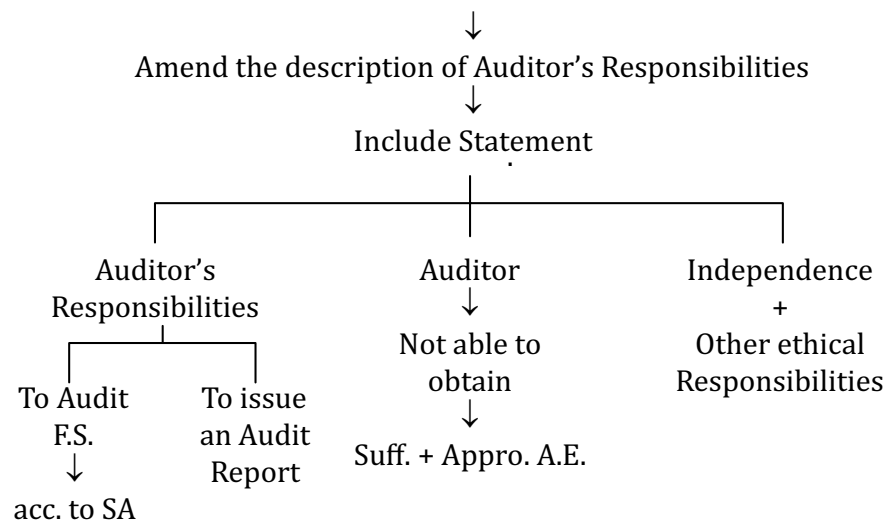 ↓
Amend the description of Auditor’s Responsibilities
↓
Include Statement
Auditor’s
Responsibilities
To Audit
F.S.
↓
acc. to SA
To issue
an Audit
Report
Auditor
↓
Not able to
obtain
↓
Suff. + Appro. A.E.
Independence
+
Other ethical
Responsibilities